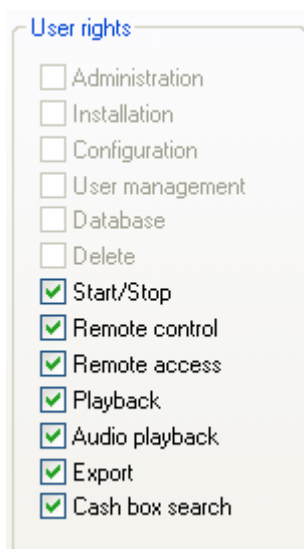 User rights
Administration
Installation
Configuration
User management
Database
Delete
Start/Stop
Remote control
Remote access
Playback
Audio playback
Export
Cash box search